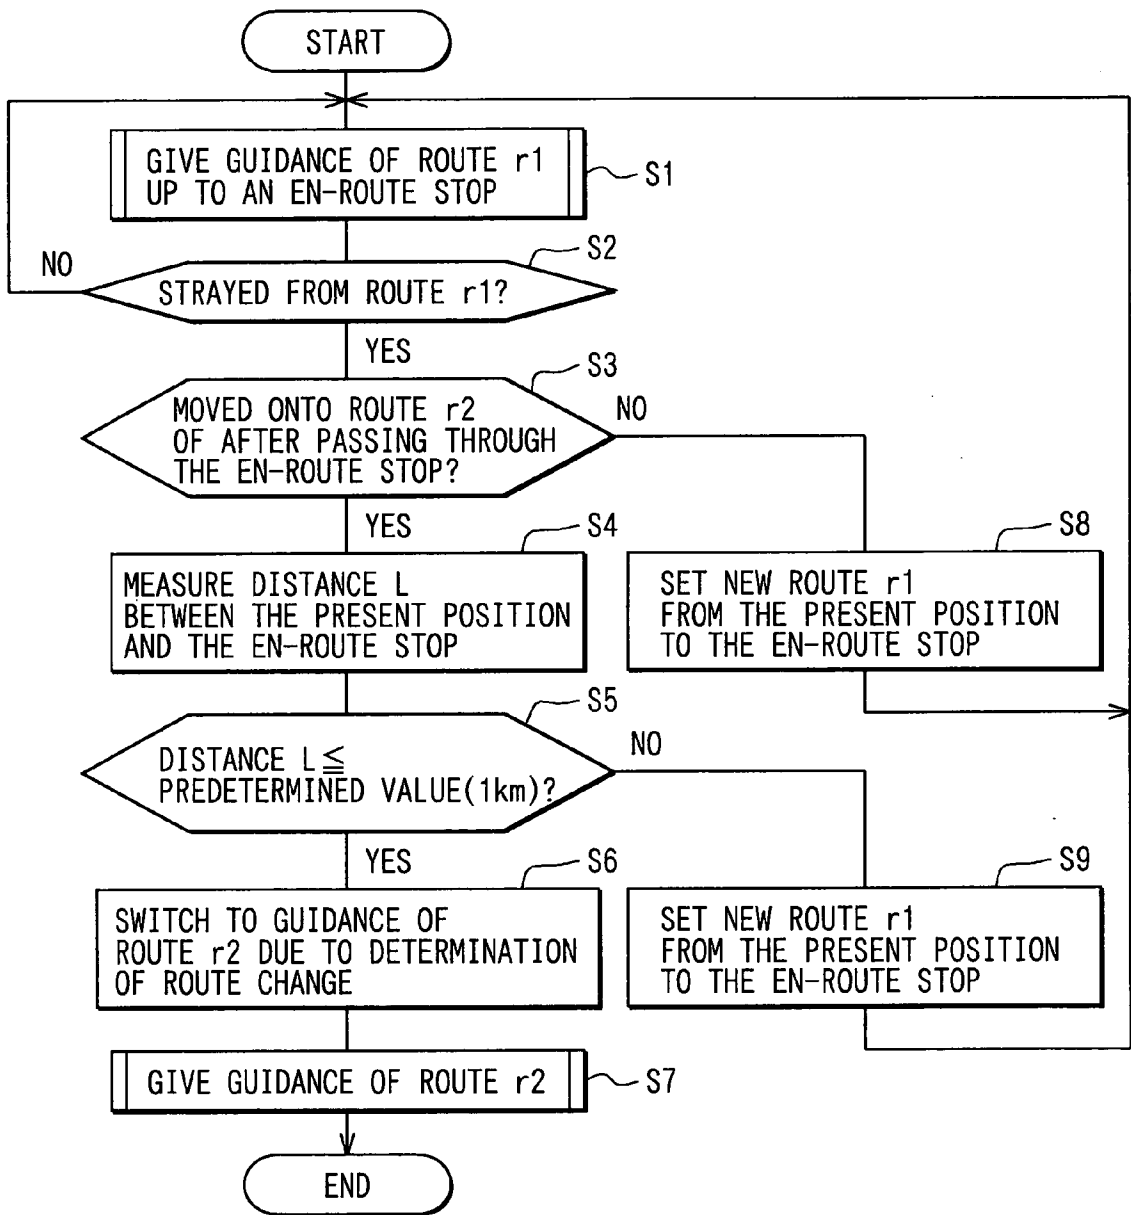 START
GIVE GUIDANCE OF ROUTE r1
UP TO AN EN-ROUTE STOP
S1
S2
NO
STRAYED FROM ROUTE r1?
YES
S3
MOVED ONTO ROUTE r2
OF AFTER PASSING THROUGH
THE EN-ROUTE STOP?
NO
YES
S4
MEASURE DISTANCE L
BETWEEN THE PRESENT POSITION
AND THE EN-ROUTE STOP
S8
SET NEW ROUTE r1
FROM THE PRESENT POSITION
TO THE EN-ROUTE STOP
S5
DISTANCE L≦
PREDETERMINED VALUE(1km)?
NO
YES
S6
SWITCH TO GUIDANCE OF
ROUTE r2 DUE TO DETERMINATION
OF ROUTE CHANGE
S9
SET NEW ROUTE r1
FROM THE PRESENT POSITION
TO THE EN-ROUTE STOP
GIVE GUIDANCE OF ROUTE r2
S7
END